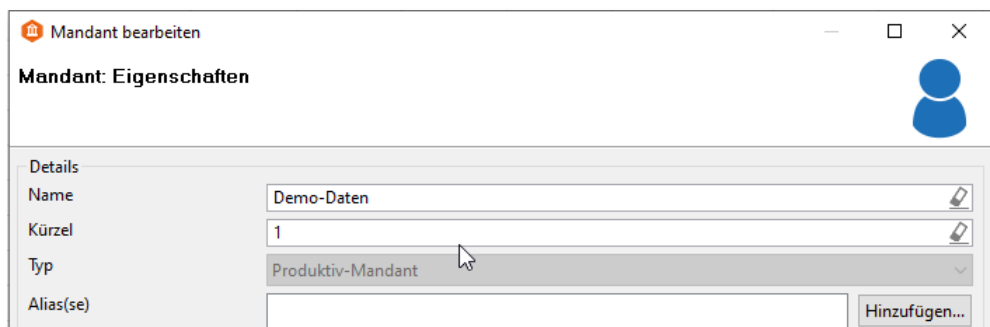 Mandant bearbeiten
Mandant: Eigenschaften
Details
Name
Demo-Daten
Kürzel
1
Typ
Produktiv-Mandant
Alias(se)
Hinzufügen...